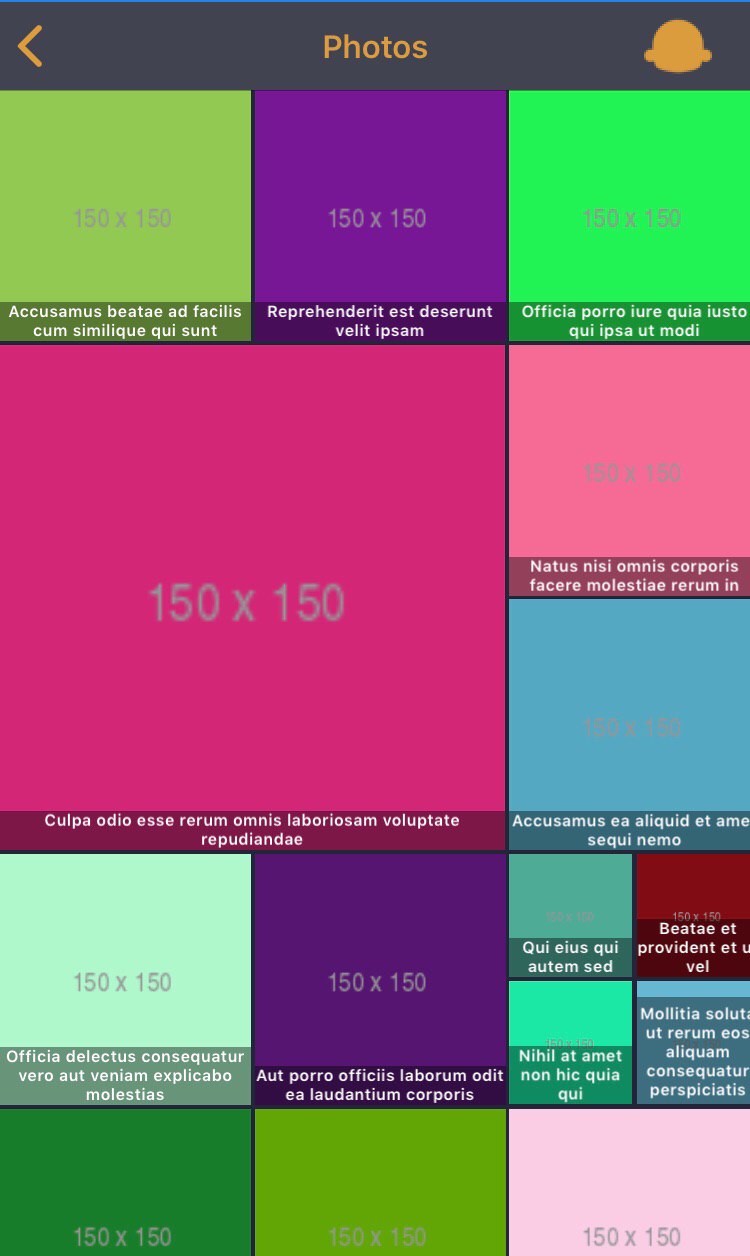 Photos
150 x 150
150 x 150
150 x 150
Accusamus beatae ad facilis
cum similique qui sunt
Reprehenderit est deserunt
velit ipsam
Officia porro iure quia iusto
qui ipsa ut modi
150 x 150
Culpa odio esse rerum omnis laboriosam voluptate
repudiandae
150 x 150
Natus nisi omnis corporis
facere molestiae rerum in
150 x 150
Accusamus ea aliquid et ame
sequi nemo
150 x 150
Officia delectus consequatur
vero aut veniam explicabo
molestias
150 x 150
Aut porro officiis laborum odit
ea laudantium corporis
150 x 150
Qui eius qui
autem sed
150 x 150
Beatae et
provident et u
vel
150 x 150
Nihil at amet
non hic quia
qui
Mollitia soluta
ut rerum eos
aliquam
consequatur
perspiciatis
150 x 150
150 x 150
150 x 150